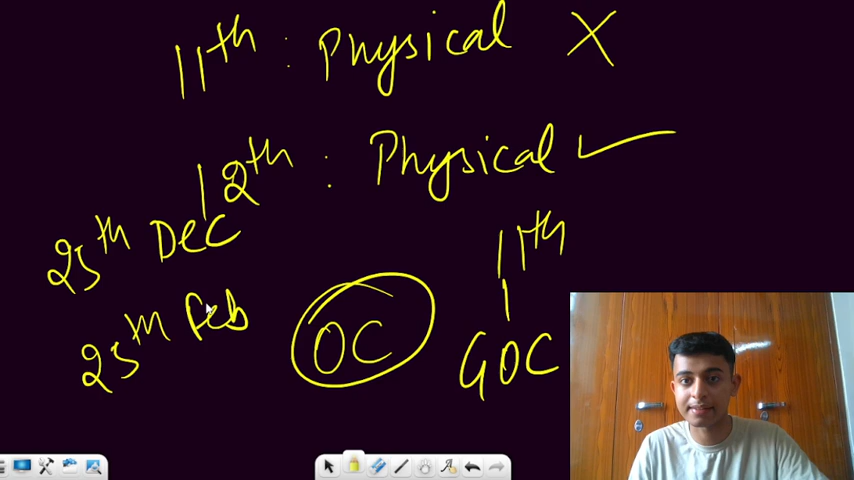 11th : Physical X
12th : Physical ✓
25th Dec
11th
25th Feb
OC
GOC